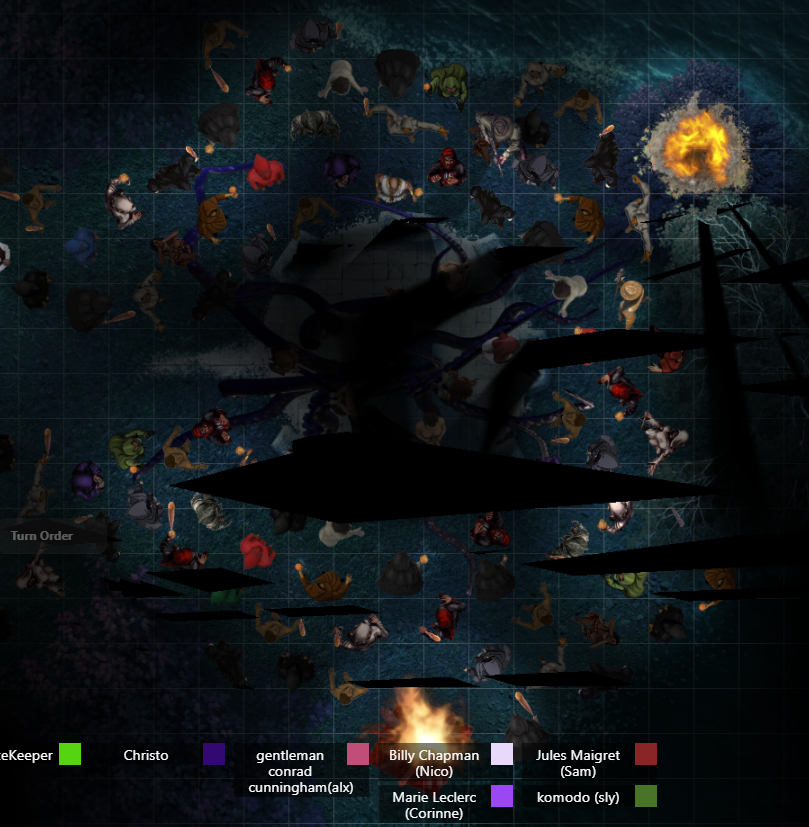 Turn Order
eKeeper
Christo
gentleman
conrad
cunningham(alx)
Billy Chapman
(Nico)
Jules Maigret
(Sam)
Marie Leclerc
(Corinne)
komodo (sly)